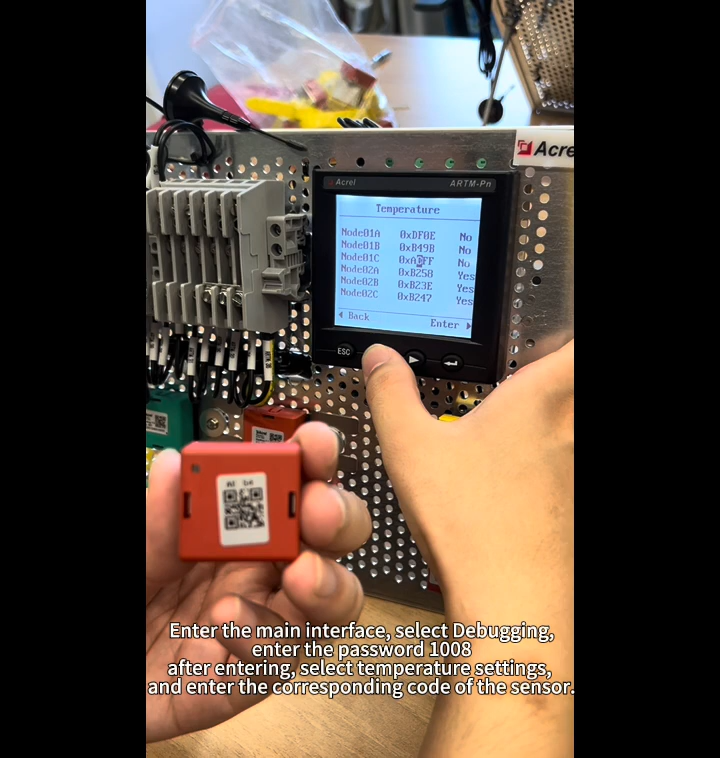 Acrel
Acrel
ARTM-Pn
Temperature
Node01A 0xDF0E No
Node01B 0xB49B No
Node01C No
Node02A 0xB258 Yes
Node02B 0xB23E Yes
Node02C 0xB247 Yes
Back
Enter
ESC
Enter the main interface, select Debugging,
enter the password 1008
after entering, select temperature settings,
and enter the corresponding code of the sensor.